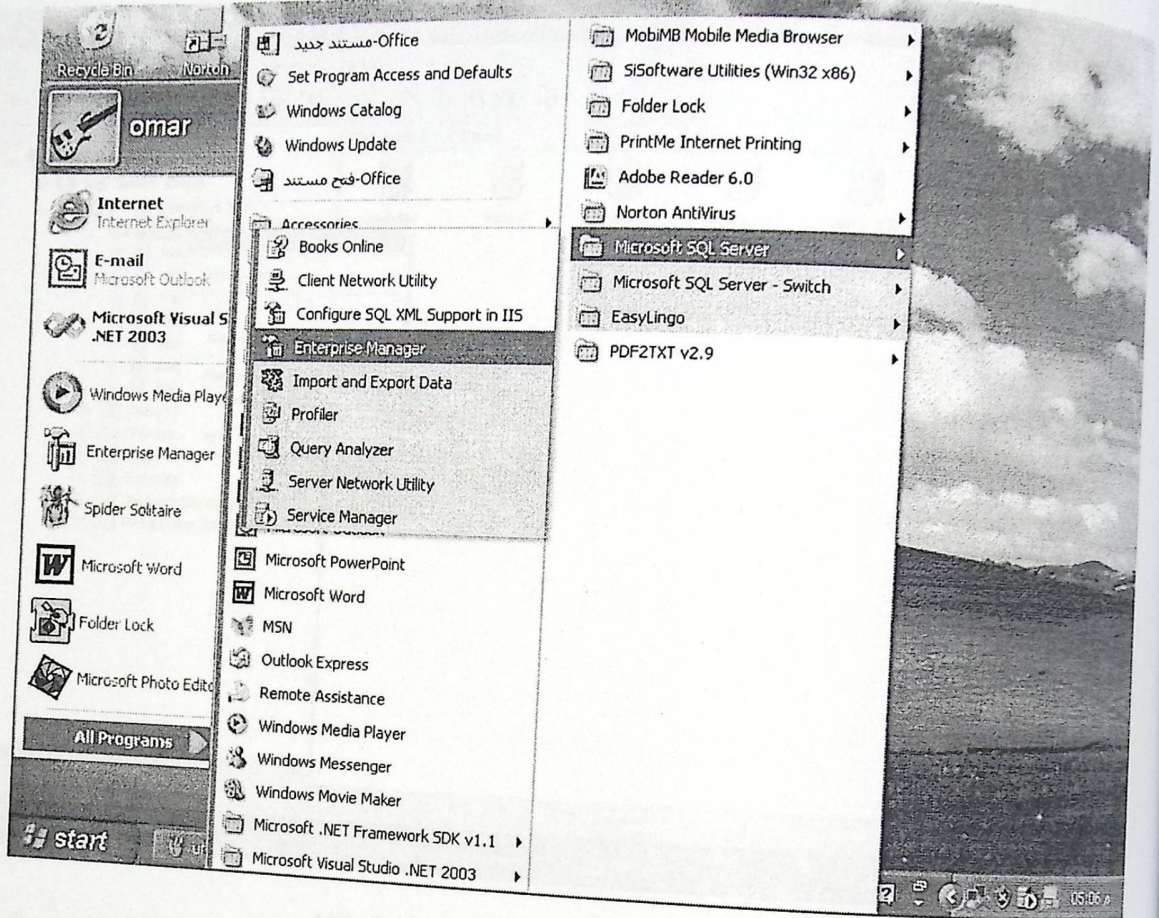 Recycle Bin
Norton
omar
Internet
Internet Explorer
E-mail
Microsoft Outlook
Microsoft Visual S
.NET 2003
Windows Media Playe
Enterprise Manager
Spider Solitaire
Microsoft Word
Folder Lock
Microsoft Photo Edito
All Programs
start
مستند جديد-Office
Set Program Access and Defaults
Windows Catalog
Windows Update
فتح مستند-Office
Accessories
Books Online
Client Network Utility
Configure SQL XML Support in IIS
Enterprise Manager
Import and Export Data
Profiler
Query Analyzer
Server Network Utility
Service Manager
Microsoft PowerPoint
Microsoft Word
MSN
Outlook Express
Remote Assistance
Windows Media Player
Windows Messenger
Windows Movie Maker
Microsoft .NET Framework SDK v1.1
Microsoft Visual Studio .NET 2003
MobiMB Mobile Media Browser
SiSoftware Utilities (Win32 x86)
Folder Lock
PrintMe Internet Printing
Adobe Reader 6.0
Norton AntiVirus
Microsoft SQL Server
Microsoft SQL Server - Switch
EasyLingo
PDF2TXT v2.9
05:06 م